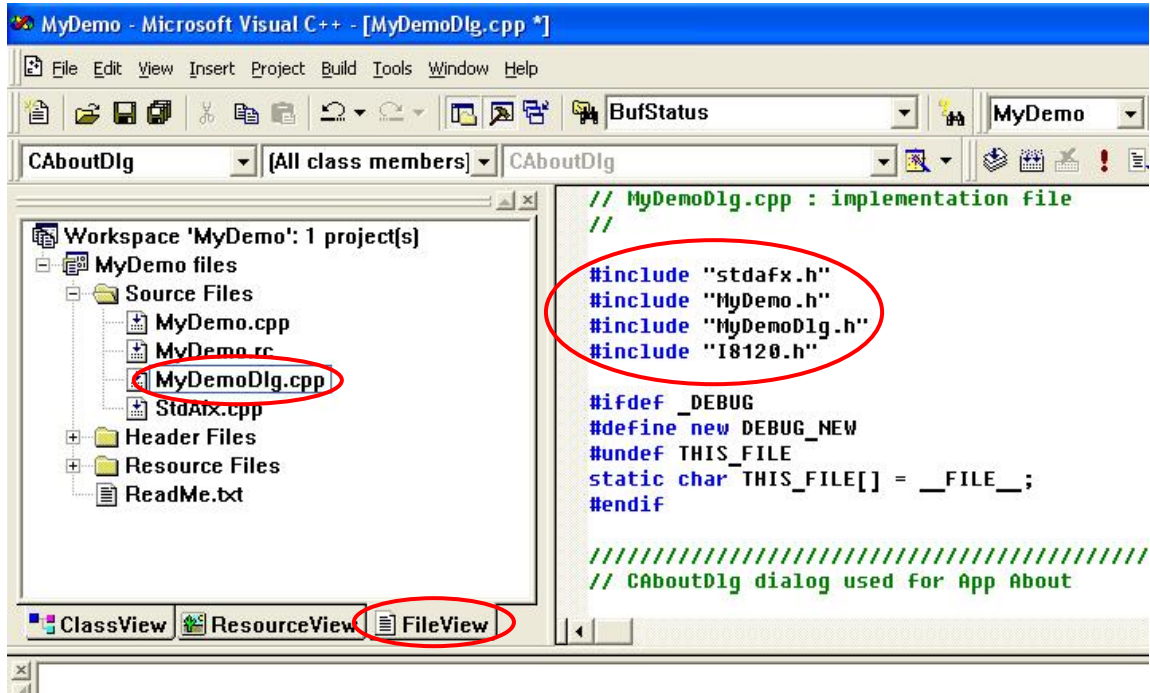 MyDemo - Microsoft Visual C++ - [MyDemoDlg.cpp *]
File Edit View Insert Project Build Tools Window Help
BufStatus MyDemo
CAboutDlg [All class members] CAboutDlg
Workspace 'MyDemo': 1 project(s)
MyDemo files
Source Files
MyDemo.cpp
MyDemo.rc
MyDemoDlg.cpp
StdAfx.cpp
Header Files
Resource Files
ReadMe.txt
ClassView ResourceView FileView
// MyDemoDlg.cpp : implementation file
//
#include "stdafx.h"
#include "MyDemo.h"
#include "MyDemoDlg.h"
#include "I8120.h"
#ifdef _DEBUG
#define new DEBUG_NEW
#undef THIS_FILE
static char THIS_FILE[] = __FILE__;
#endif
/////////////////////////////////////////////
// CAboutDlg dialog used for App About